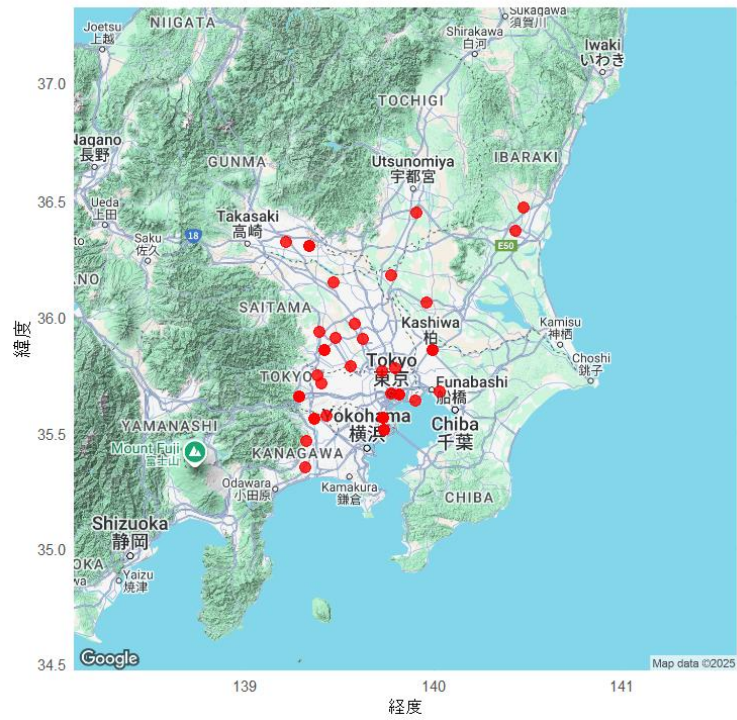 Joetsu
上越
NIIGATA
Sukagawa
須賀川
Shirakawa
白河
Iwaki
いわき
37.0
TOCHIGI
Nagano
長野
GUNMA
Utsunomiya
宇都宮
IBARAKI
36.5
Ueda
上田
Takasaki
高崎
18
Saku
佐久
E50
NO
36.0
SAITAMA
Kashiwa
柏
Kamisu
神栖
緯度
Choshi
銚子
Tokyo
東京
TOKYO
Funabashi
船橋
YAMANASHI
Yokohama
横浜
Chiba
千葉
35.5
Mount Fuji
富士山
KANAGAWA
Odawara
小田原
Kamakura
鎌倉
CHIBA
Shizuoka
静岡
35.0
OKA
wa
Yaizu
焼津
34.5
Google
Map data ©2025
139
140
141
経度